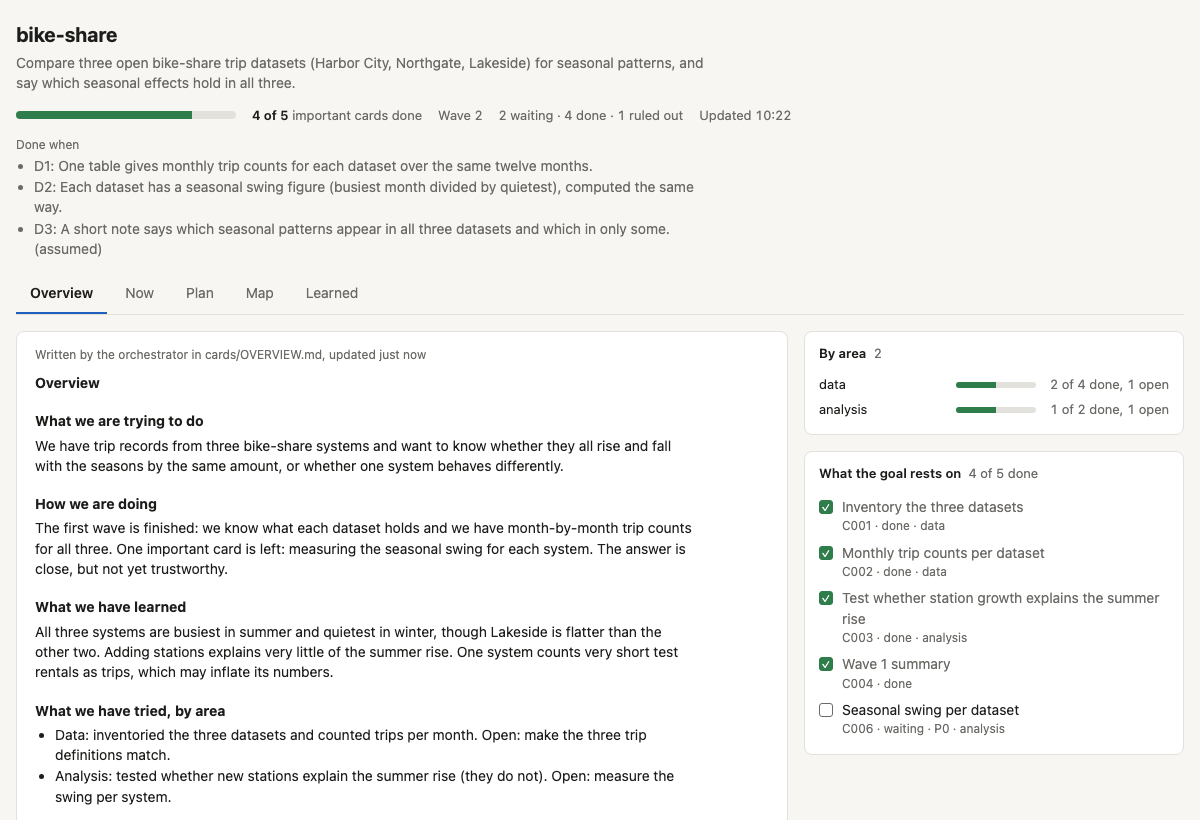 bike-share
Compare three open bike-share trip datasets (Harbor City, Northgate, Lakeside) for seasonal patterns, and
say which seasonal effects hold in all three.
4 of 5 important cards done Wave 2 2 waiting · 4 done · 1 ruled out Updated 10:22
Done when
• D1: One table gives monthly trip counts for each dataset over the same twelve months.
• D2: Each dataset has a seasonal swing figure (busiest month divided by quietest), computed the same
way.
• D3: A short note says which seasonal patterns appear in all three datasets and which in only some.
(assumed)
Overview Now Plan Map Learned
Written by the orchestrator in cards/OVERVIEW.md, updated just now
Overview
What we are trying to do
We have trip records from three bike-share systems and want to know whether they all rise and fall
with the seasons by the same amount, or whether one system behaves differently.
How we are doing
The first wave is finished: we know what each dataset holds and we have month-by-month trip counts
for all three. One important card is left: measuring the seasonal swing for each system. The answer is
close, but not yet trustworthy.
What we have learned
All three systems are busiest in summer and quietest in winter, though Lakeside is flatter than the
other two. Adding stations explains very little of the summer rise. One system counts very short test
rentals as trips, which may inflate its numbers.
What we have tried, by area
• Data: inventoried the three datasets and counted trips per month. Open: make the three trip
definitions match.
• Analysis: tested whether new stations explain the summer rise (they do not). Open: measure the
swing per system.
By area 2
data 2 of 4 done, 1 open
analysis 1 of 2 done, 1 open
What the goal rests on 4 of 5 done
Inventory the three datasets
C001 · done · data
Monthly trip counts per dataset
C002 · done · data
Test whether station growth explains the summer
rise
C003 · done · analysis
Wave 1 summary
C004 · done
Seasonal swing per dataset
C006 · waiting · P0 · analysis